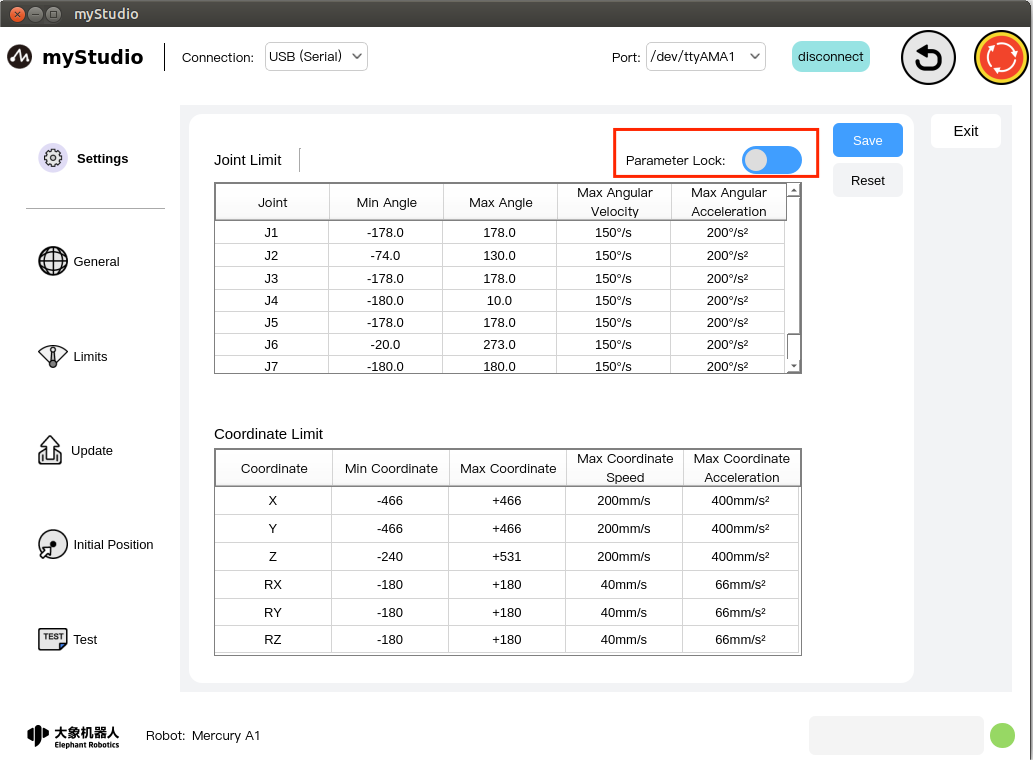 myStudio
myStudio Connection: USB (Serial) Port: /dev/ttyAMA1 disconnect
Settings
General
Limits
Update
Initial Position
TEST Test
Joint Limit Parameter Lock: Save Exit
Reset
Joint Min Angle Max Angle Max Angular Velocity Max Angular Acceleration
J1 -178.0 178.0 150°/s 200°/s²
J2 -74.0 130.0 150°/s 200°/s²
J3 -178.0 178.0 150°/s 200°/s²
J4 -180.0 10.0 150°/s 200°/s²
J5 -178.0 178.0 150°/s 200°/s²
J6 -20.0 273.0 150°/s 200°/s²
J7 -180.0 180.0 150°/s 200°/s²
Coordinate Limit
Coordinate Min Coordinate Max Coordinate Max Coordinate Speed Max Coordinate Acceleration
X -466 +466 200mm/s 400mm/s²
Y -466 +466 200mm/s 400mm/s²
Z -240 +531 200mm/s 400mm/s²
RX -180 +180 40mm/s 66mm/s²
RY -180 +180 40mm/s 66mm/s²
RZ -180 +180 40mm/s 66mm/s²
大象机器人
Elephant Robotics
Robot: Mercury A1